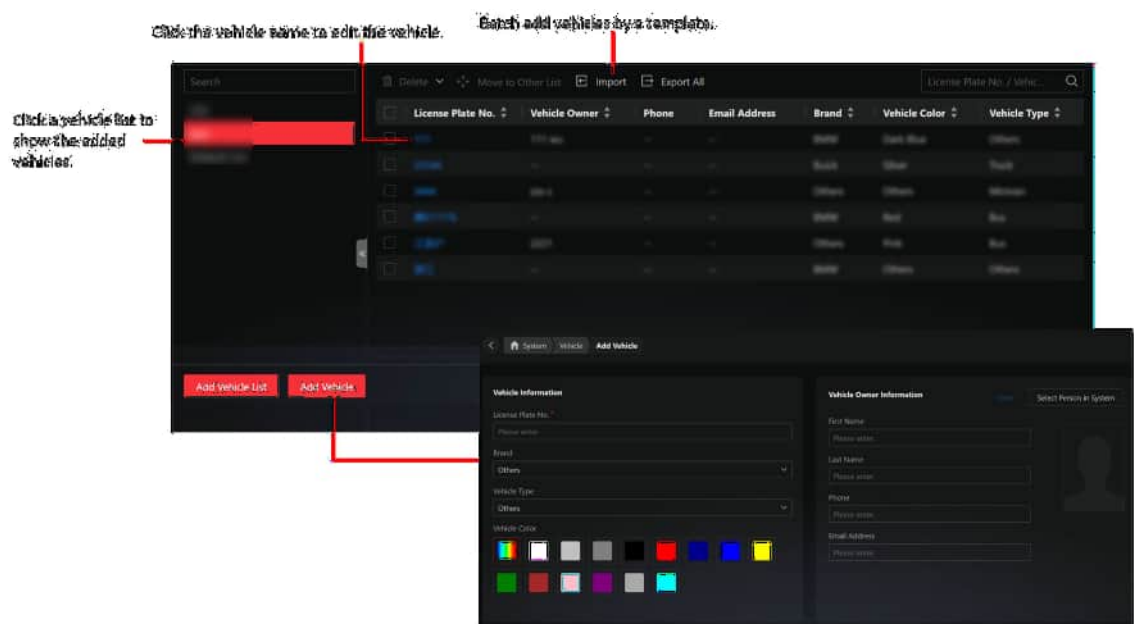 Click the vehicle name to edit the vehicle.
Batch add vehicles by a template.
Click a vehicle list to
show the added
vehicles.
Search
Delete Move to Other List Import Export All
License Plate No. / Vehic...
License Plate No. Vehicle Owner Phone Email Address Brand Vehicle Color Vehicle Type
BMW Dark Blue Others
Buick Silver Truck
Others Others Minivan
BMW Red Bus
Others Pink Bus
BMW Others Others
Add Vehicle List Add Vehicle
System Vehicle Add Vehicle
Vehicle Information
License Plate No. *
Please enter.
Brand
Others
Vehicle Type
Others
Vehicle Color
Vehicle Owner Information
Select Person in System
First Name
Please enter.
Last Name
Please enter.
Phone
Please enter.
Email Address
Please enter.